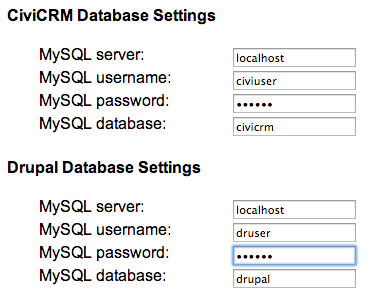 CiviCRM Database Settings
MySQL server: localhost
MySQL username: civiuser
MySQL password: ••••••
MySQL database: civicrm
Drupal Database Settings
MySQL server: localhost
MySQL username: druser
MySQL password: ••••••
MySQL database: drupal